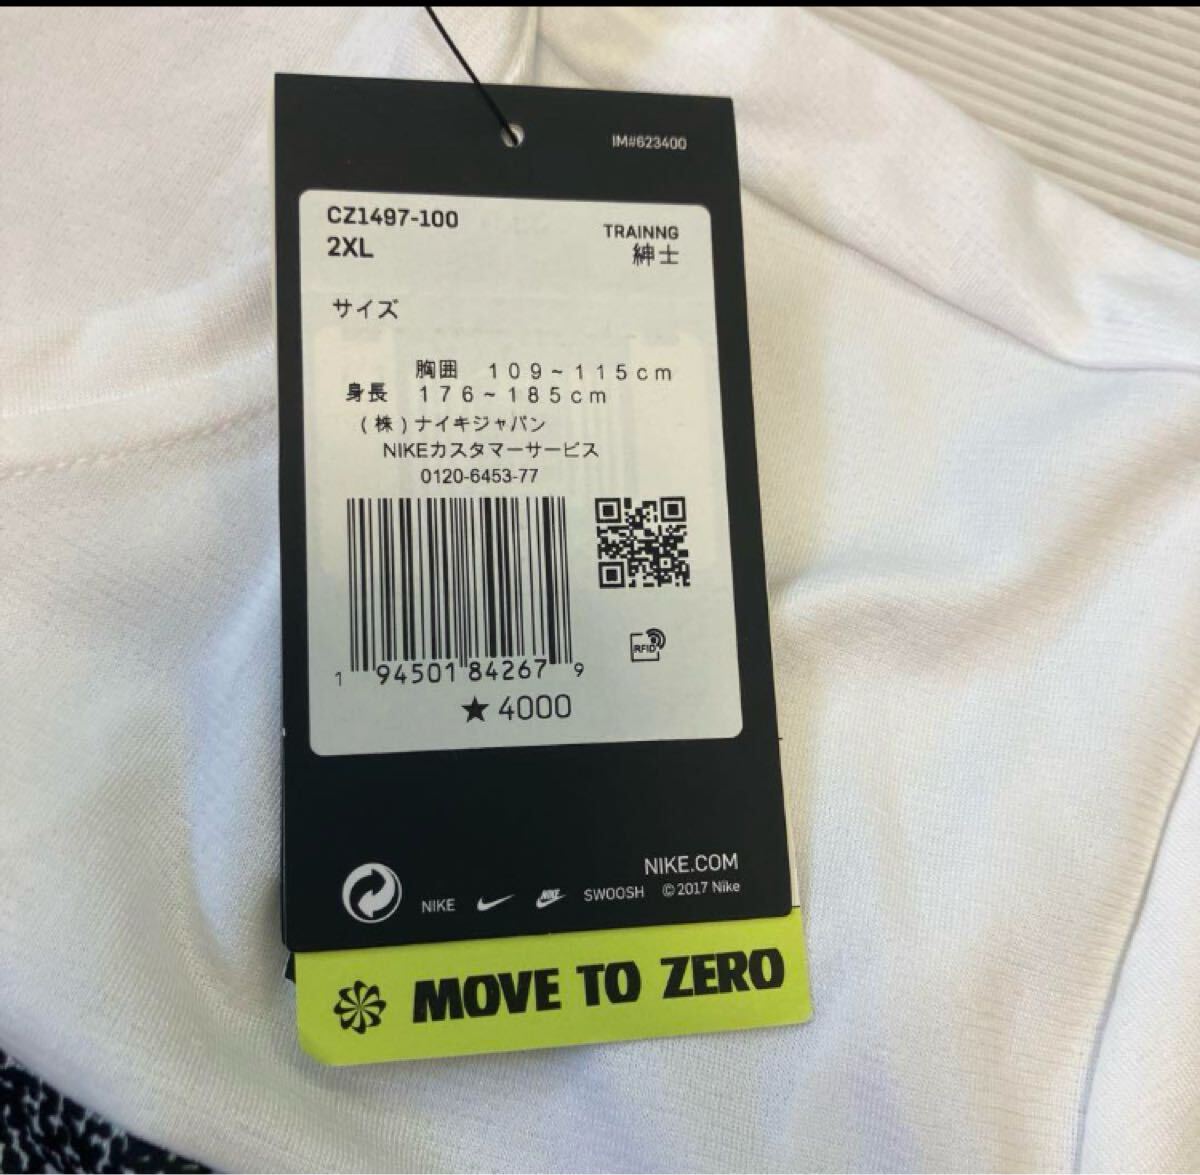 IM#623400
CZ1497-100
2XL
TRAINNG
紳士
サイズ
胸囲 109~115cm
身長 176~185cm
(株)ナイキジャパン
NIKEカスタマーサービス
0120-6453-77
RFID
1 94501 84267 9
★4000
NIKE.COM
NIKE NIKE SWOOSH ©2017 Nike
MOVE TO ZERO